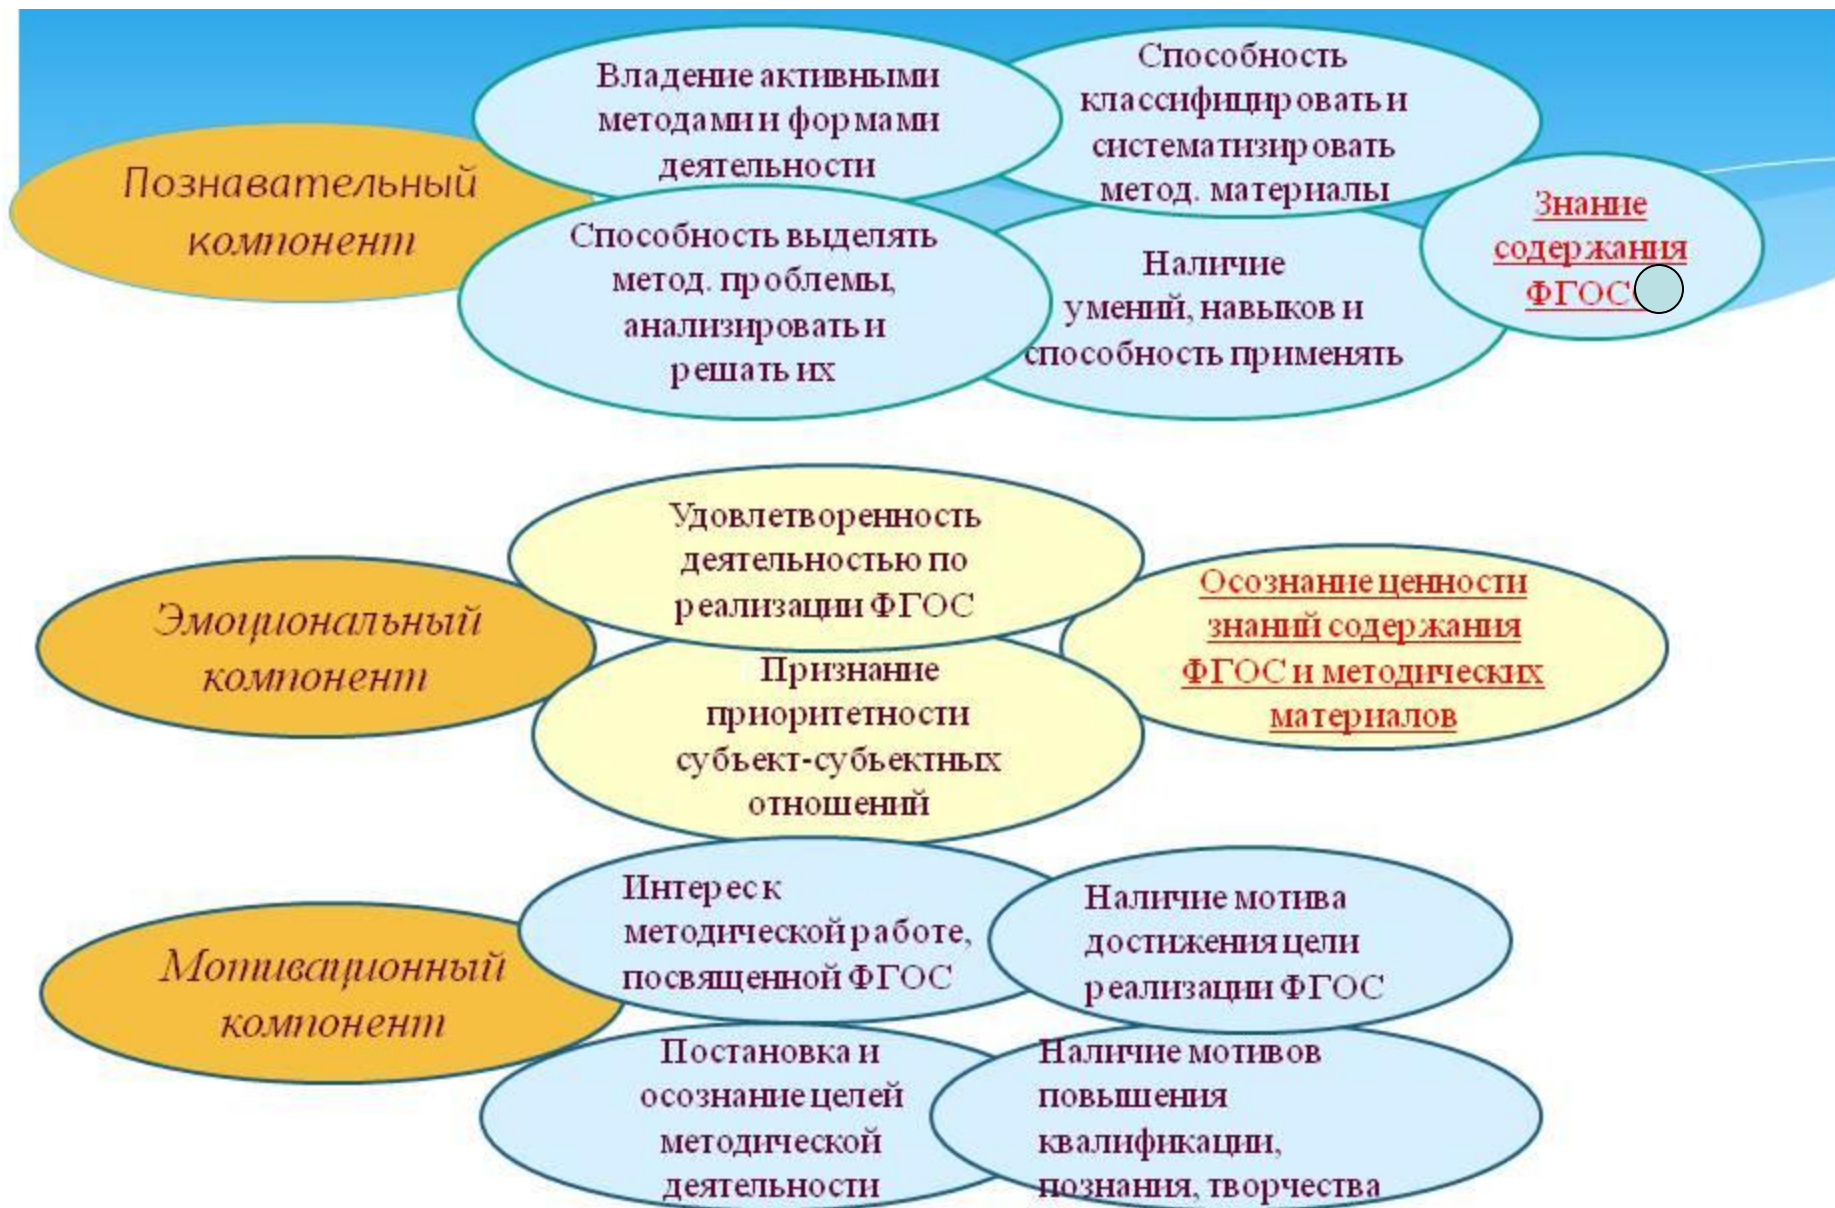 Познавательный
компонент
Владение активными
методами и формами
деятельности
Способность
классифицировать и
систематизировать
метод. материалы
Способность выделять
метод. проблемы,
анализировать и
решать их
Наличие
умений, навыков и
способность применять
Знание
содержания
ФГОС
Эмоциональный
компонент
Удовлетворенность
деятельностью по
реализации ФГОС
Признание
приоритетности
субъект-субъектных
отношений
Осознание ценности
знаний содержания
ФГОС и методических
материалов
Мотивационный
компонент
Интерес к
методической работе,
посвященной ФГОС
Наличие мотива
достижения цели
реализации ФГОС
Постановка и
осознание целей
методической
деятельности
Наличие мотивов
повышения
квалификации,
познания, творчества